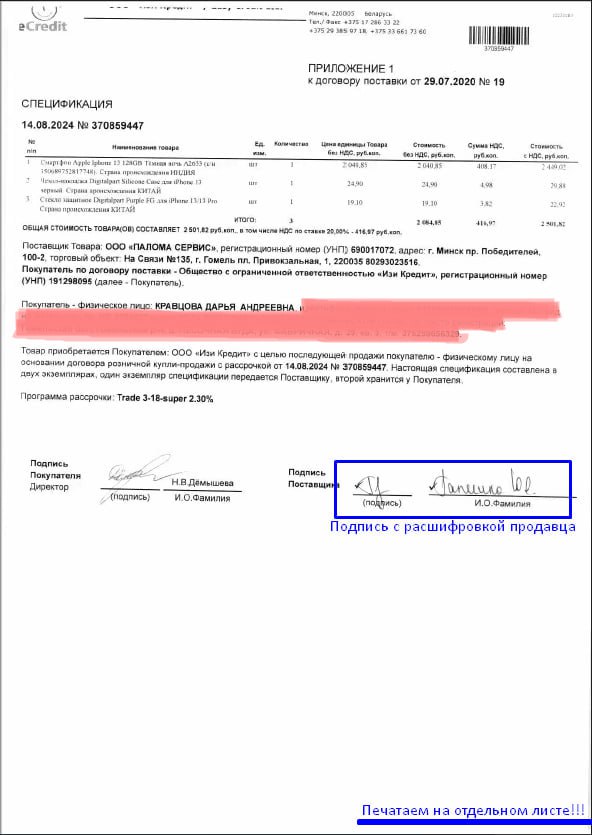 eCredit
Минск, 220005 Беларусь
Тел./ Факс +375 17 286 33 22
+375 29 385 97 18, +375 33 661 73 60
370859447
ПРИЛОЖЕНИЕ 1
к договору поставки от 29.07.2020 № 19
СПЕЦИФИКАЦИЯ
14.08.2024 № 370859447
№ п/п Наименование товара Ед. изм. Количество Цена единицы Товара без НДС, руб.коп. Стоимость без НДС, руб.коп. Сумма НДС, руб.коп. Стоимость с НДС, руб.коп.
1 Смартфон Apple Iphone 13 128GB Тёмная ночь A2633 (с/н шт 1 2 040,85 2 040,85 408,17 2 449,02
350689752817748). Страна происхождения ИНДИЯ
2 Чехол-накладка Digitalpart Silicone Case для iPhone 13 шт 1 24,90 24,90 4,98 29,88
черный Страна происхождения КИТАЙ
3 Стекло защитное Digitalpart Purple FG для iPhone 13/13 Pro шт 1 19,10 19,10 3,82 22,92
Страна происхождения КИТАЙ
ИТОГО: 3 2 084,85 416,97 2 501,82
ОБЩАЯ СТОИМОСТЬ ТОВАРА(ОВ) СОСТАВЛЯЕТ 2 501,82 руб.коп., в том числе НДС по ставке 20,00% - 416,97 руб.коп.
Поставщик Товара: ООО «ПАЛОМА СЕРВИС», регистрационный номер (УНП) 690017072, адрес: г. Минск пр. Победителей,
100-2, торговый объект: На Связи №135, г. Гомель пл. Привокзальная, 1, 220035 80293023516.
Покупатель по договору поставки - Общество с ограниченной ответственностью «Изи Кредит», регистрационный номер
(УНП) 191298095 (далее - Покупатель).
Покупатель - физическое лицо: КРАВЦОВА ДАРЬЯ АНДРЕЕВНА,
Товар приобретается Покупателем: ООО «Изи Кредит» с целью последующей продажи покупателю - физическому лицу на
основании договора розничной купли-продажи с рассрочкой от 14.08.2024 № 370859447. Настоящая спецификация составлена в
двух экземплярах, один экземпляр спецификации передается Поставщику, второй хранится у Покупателя.
Программа рассрочки: Trade 3-18-super 2.30%
Подпись
Покупателя
Директор Н.В.Дёмышева
(подпись) И.О.Фамилия
Подпись
Поставщика
(подпись) И.О.Фамилия
Подпись с расшифровкой продавца
Печатаем на отдельном листе!!!